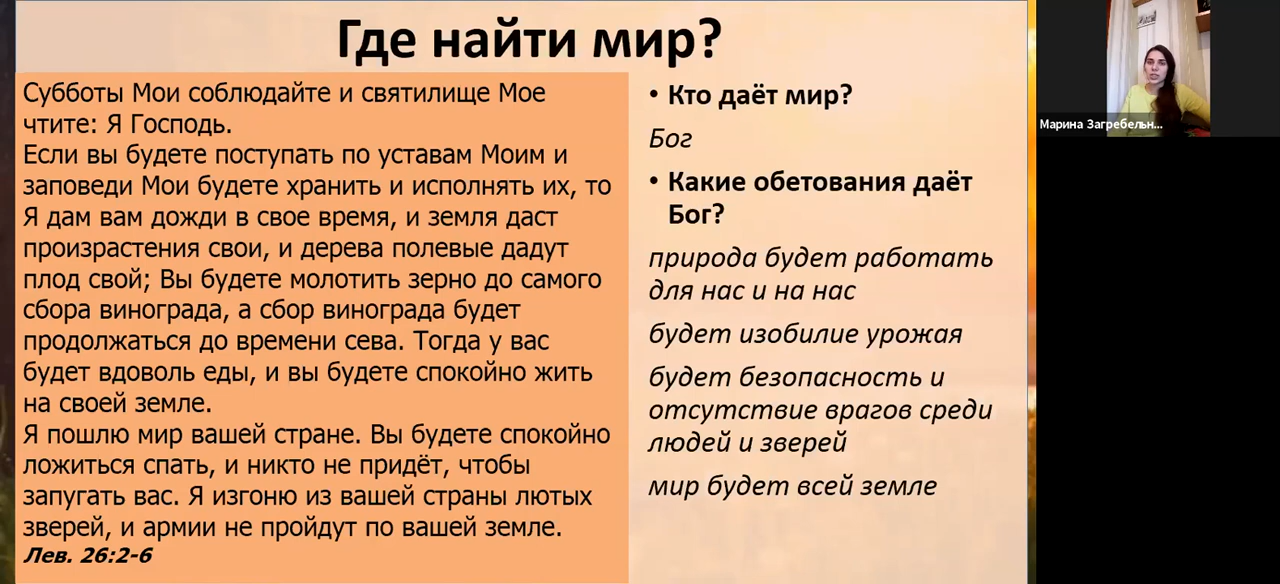 Где найти мир?
Субботы Мои соблюдайте и святилище Мое
чтите: Я Господь.
Если вы будете поступать по уставам Моим и
заповеди Мои будете хранить и исполнять их, то
Я дам вам дожди в свое время, и земля даст
произрастения свои, и дерева полевые дадут
плод свой; Вы будете молотить зерно до самого
сбора винограда, а сбор винограда будет
продолжаться до времени сева. Тогда у вас
будет вдоволь еды, и вы будете спокойно жить
на своей земле.
Я пошлю мир вашей стране. Вы будете спокойно
ложиться спать, и никто не придёт, чтобы
запугать вас. Я изгоню из вашей страны лютых
зверей, и армии не пройдут по вашей земле.
Лев. 26:2-6
• Кто даёт мир?
Бог
• Какие обетования даёт
Бог?
природа будет работать
для нас и на нас
будет изобилие урожая
будет безопасность и
отсутствие врагов среди
людей и зверей
мир будет всей земле
Марина Загребельн...